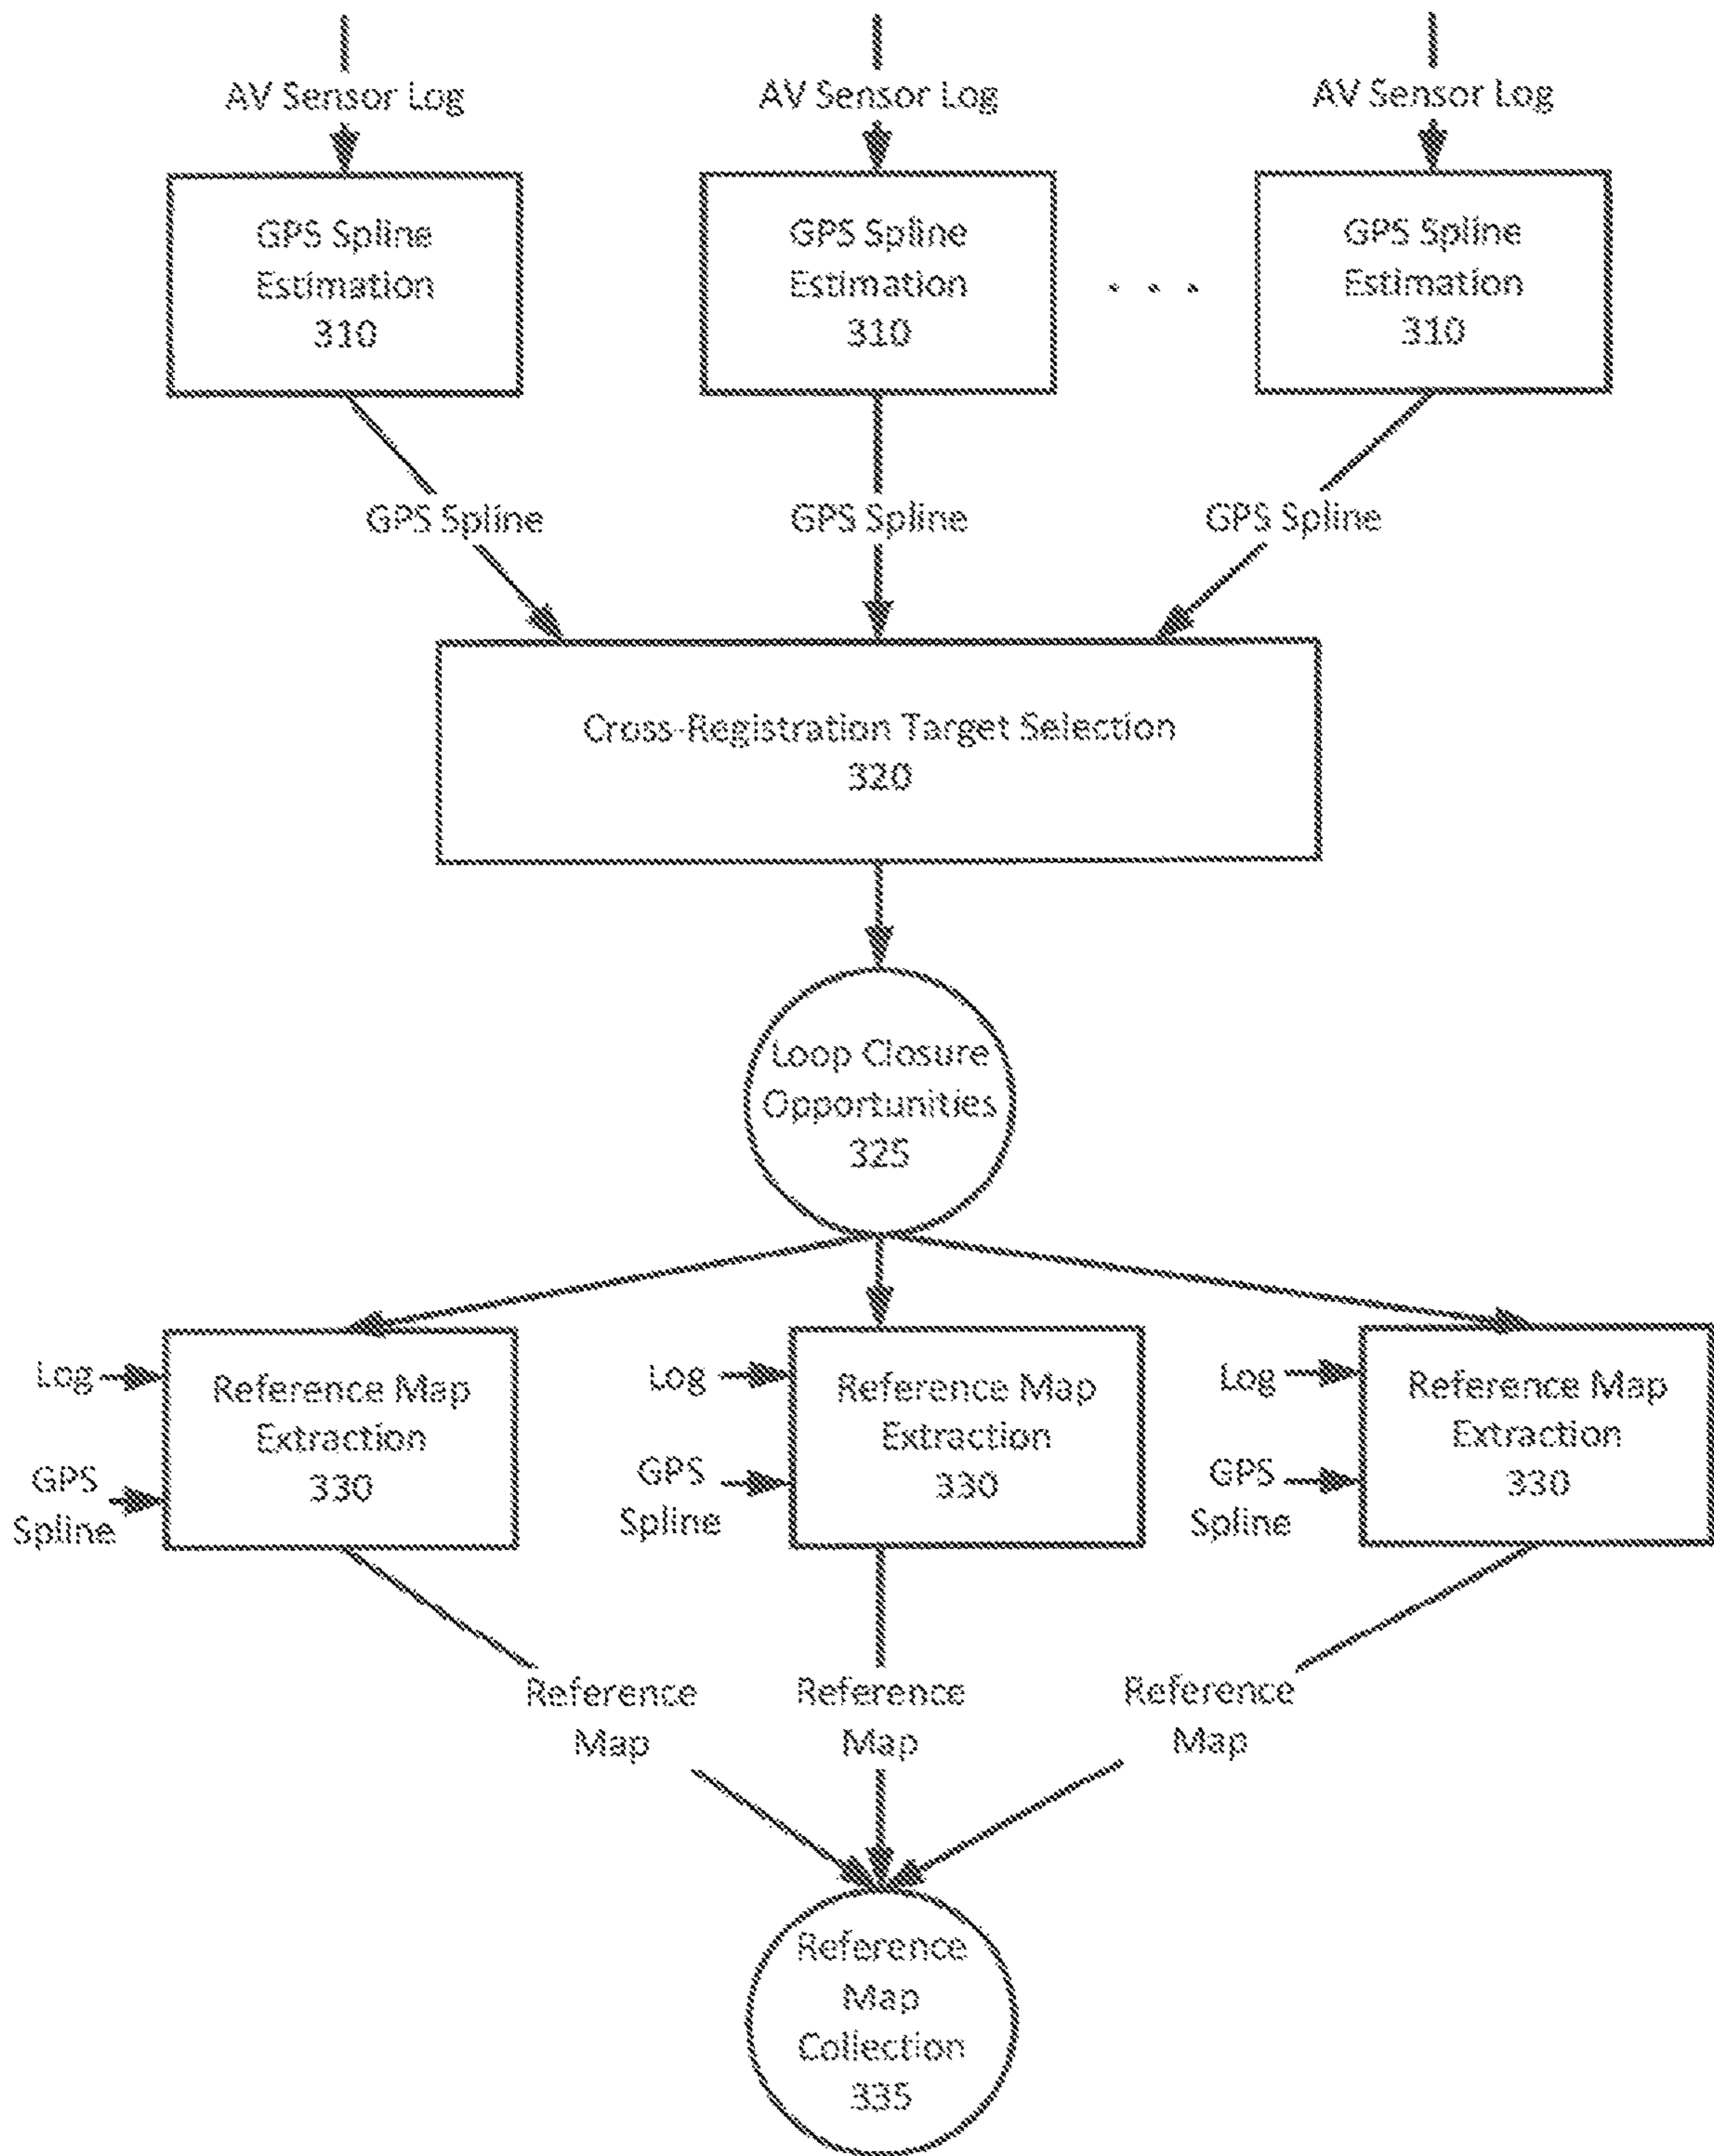 AV Sensor Log
AV Sensor Log
AV Sensor Log
GPS Spline
Estimation
310
GPS Spline
Estimation
310
. . .
GPS Spline
Estimation
310
GPS Spline
GPS Spline
GPS Spline
Cross-Registration Target Selection
320
Loop Closure
Opportunities
325
Log
GPS
Spline
Reference Map
Extraction
330
Log
GPS
Spline
Reference Map
Extraction
330
Log
GPS
Spline
Reference Map
Extraction
330
Reference
Map
Reference
Map
Reference
Map
Reference
Map
Collection
335